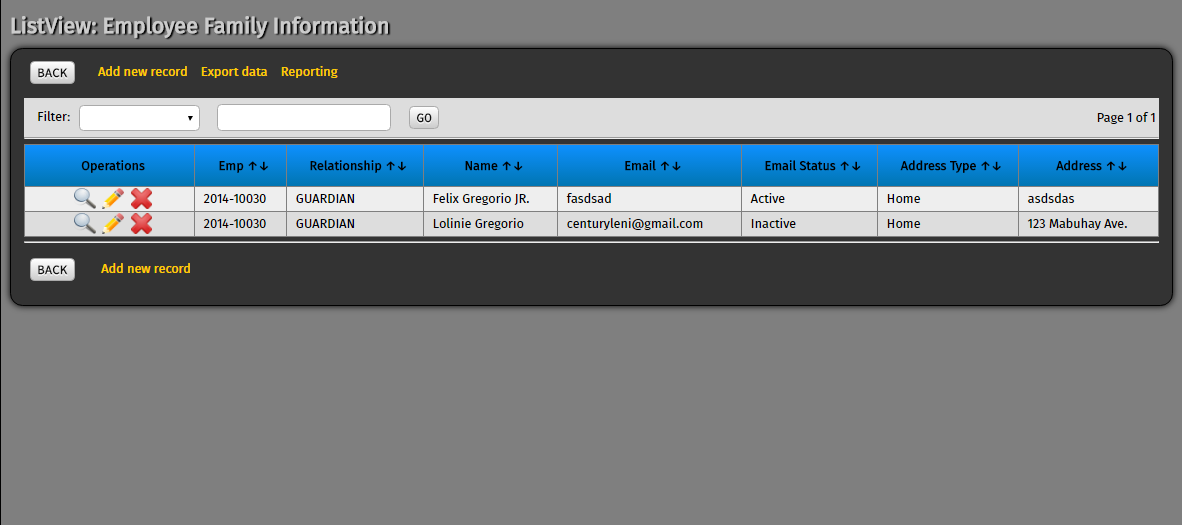 ListView: Employee Family Information
BACK Add new record Export data Reporting
Filter: GO Page 1 of 1
Operations Emp ↑↓ Relationship ↑↓ Name ↑↓ Email ↑↓ Email Status ↑↓ Address Type ↑↓ Address ↑↓
2014-10030 GUARDIAN Felix Gregorio JR. fasdsad Active Home asdsdas
2014-10030 GUARDIAN Lolinie Gregorio centuryleni@gmail.com Inactive Home 123 Mabuhay Ave.
BACK Add new record